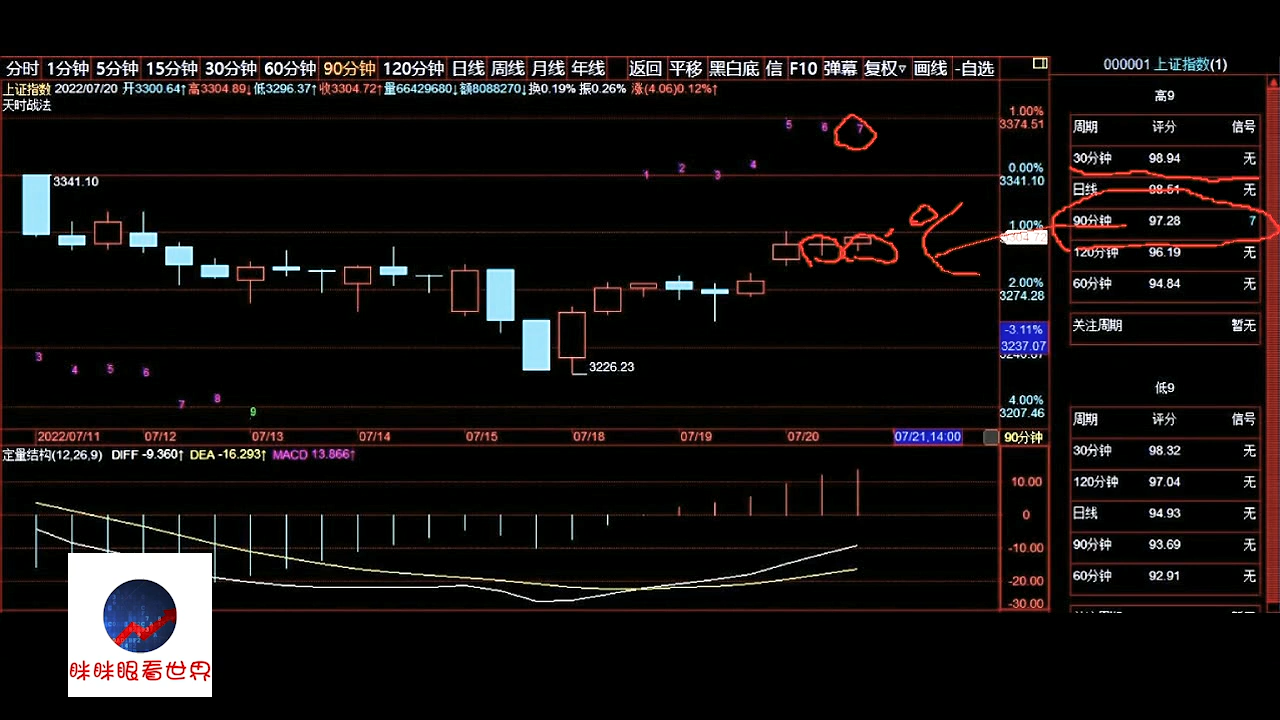 分时 1分钟 5分钟 15分钟 30分钟 60分钟 90分钟 120分钟 日线 周线 月线 年线 返回 平移 黑白底 信 F10 弹幕 复权▿ 画线 -自选
000001 上证指数(1)
上证指数 2022/07/20 开3300.64↑高3304.89↓低3296.37↑收3304.72↑量66429680↓额8088270↓换0.19% 振0.26% 涨(4.06)0.12%↑
天时战法
高9
周期 评分 信号
30分钟 98.94 无
日线 98.51 无
90分钟 97.28 7
120分钟 96.19 无
60分钟 94.84 无
关注周期 暂无
低9
周期 评分 信号
30分钟 98.32 无
120分钟 97.04 无
日线 94.93 无
90分钟 93.69 无
60分钟 92.91 无
1.00%
3374.51
0.00%
3341.10
1.00%
2.00%
3274.28
-3.11%
3237.07
4.00%
3207.46
5 6 7
1 2 3 4
3341.10
3226.23
3 4 5 6 7 8 9
2022/07/11 07/12 07/13 07/14 07/15 07/18 07/19 07/20 07/21,14:00 90分钟
定量结构(12,26,9) DIFF -9.360↑ DEA -16.293↑ MACD 13.866↑
10.00
0
-10.00
-20.00
-30.00
眯眯眼看世界